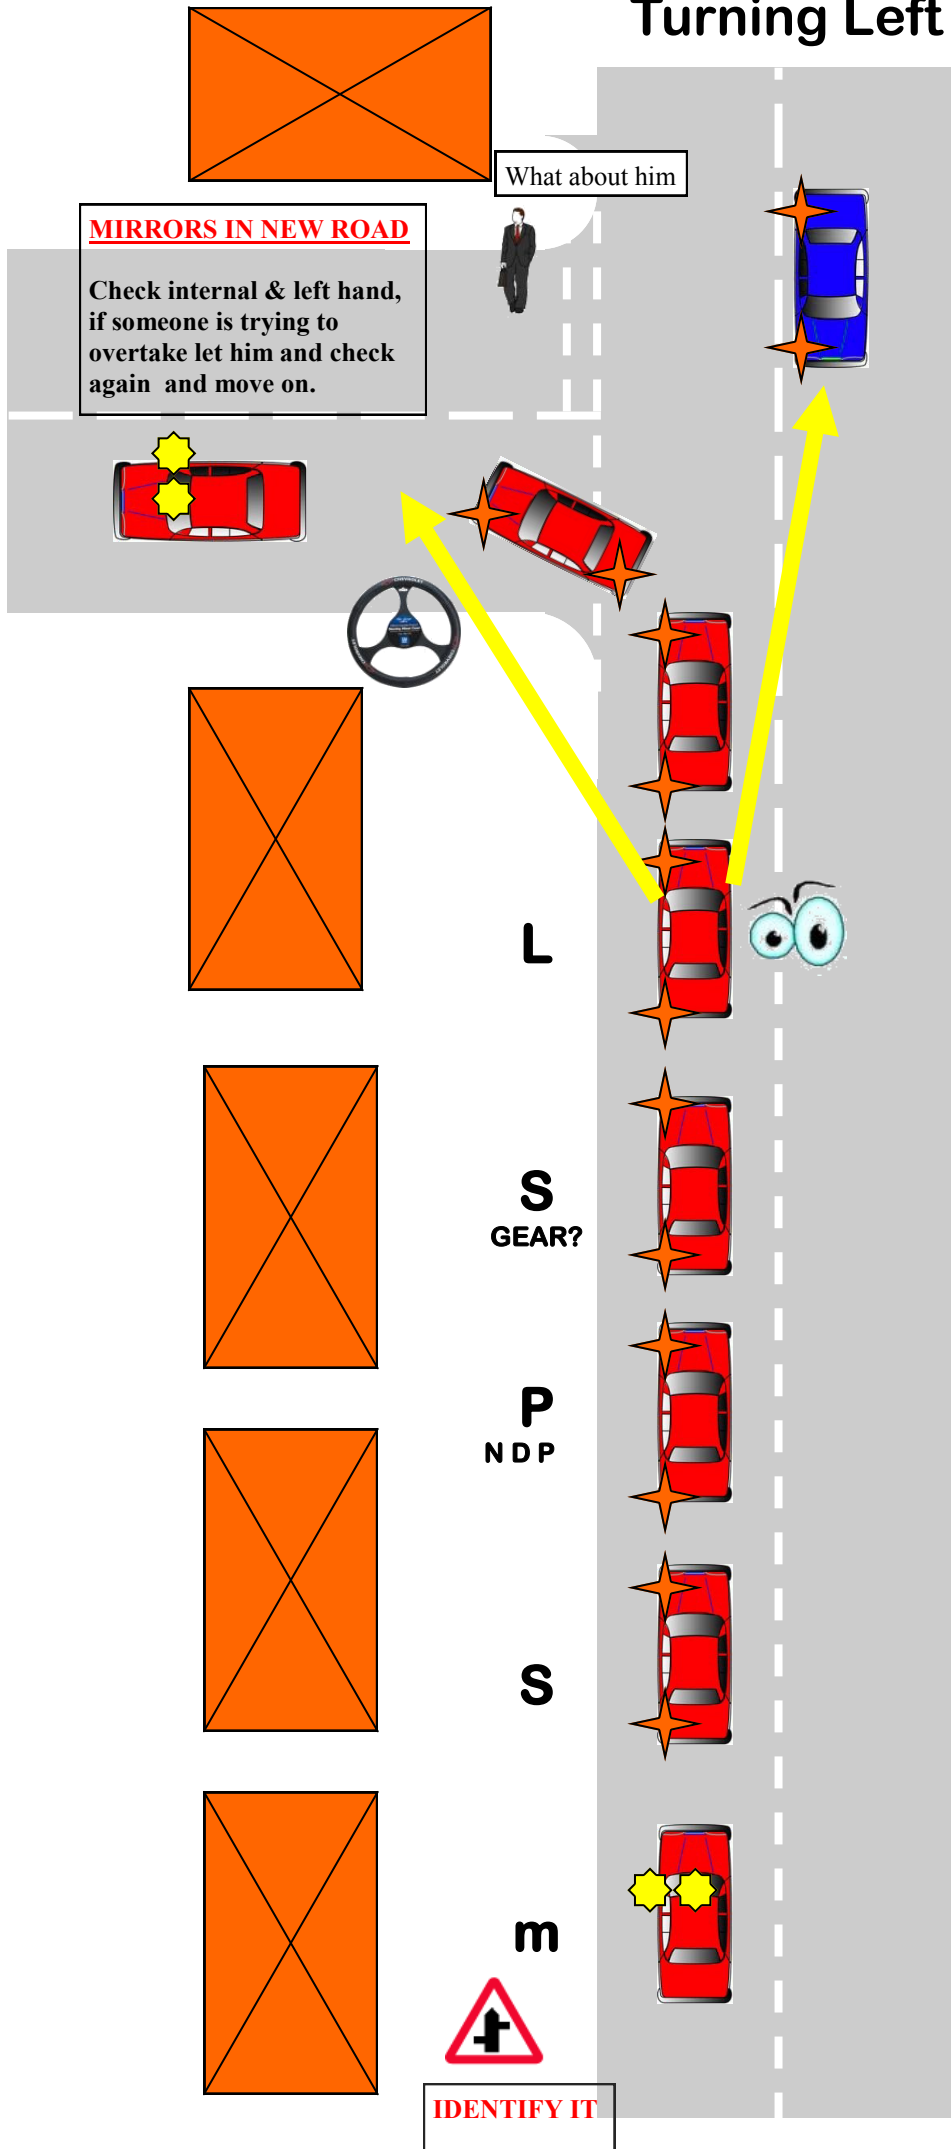 Turning Left
What about him
MIRRORS IN NEW ROAD
Check internal & left hand,
if someone is trying to
overtake let him and check
again and move on.
L
S
GEAR?
P
N D P
S
m
IDENTIFY IT